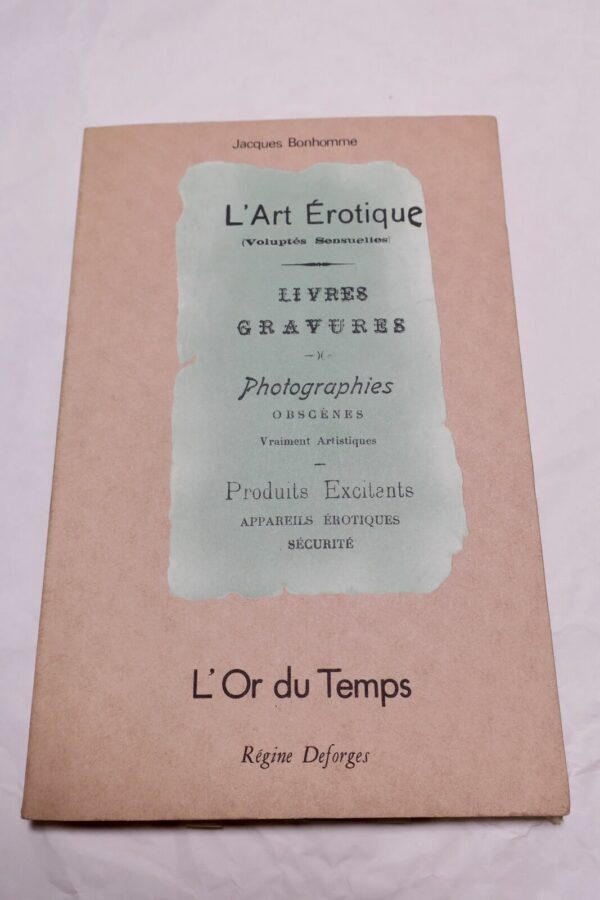 Jacques Bonhomme
L'Art Érotique
(Voluptés Sensuelles)
LIVRES
GRAVURES
Photographies
OBSCÈNES
Vraiment Artistiques
Produits Excitants
APPAREILS ÉROTIQUES
SÉCURITÉ
L'Or du Temps
Régine Deforges